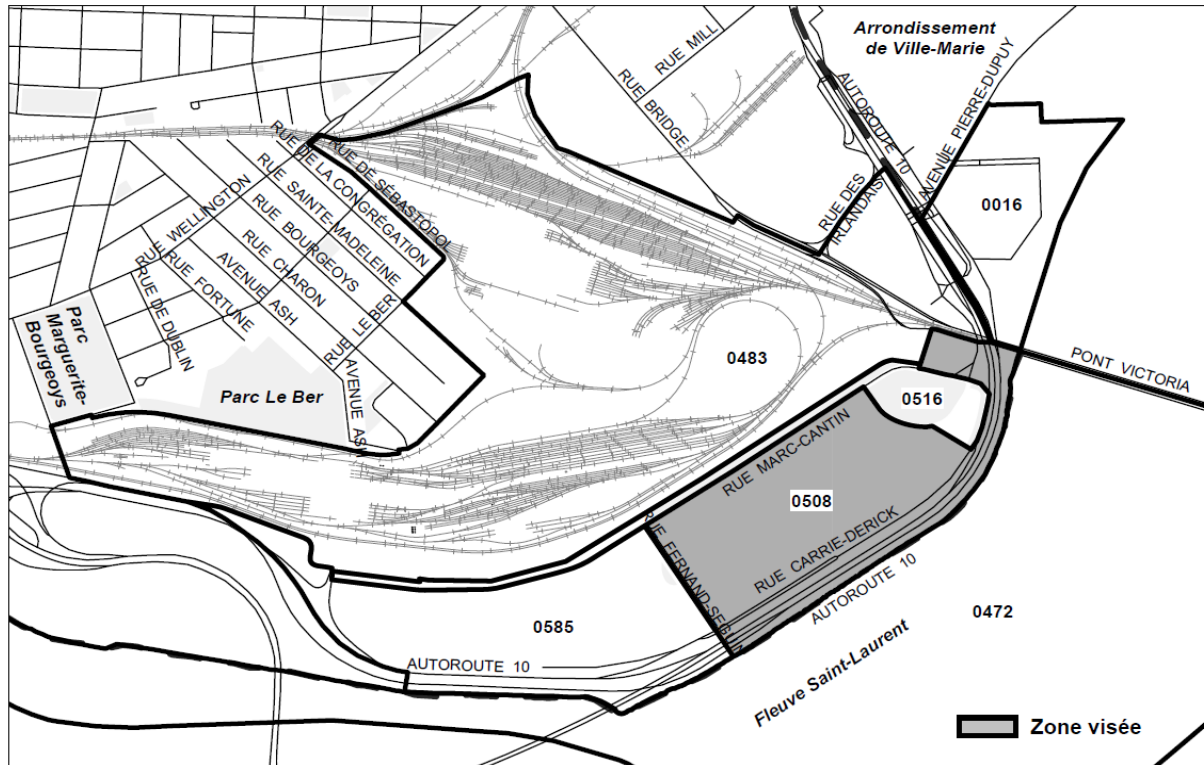 Arrondissement
de Ville-Marie
RUE MILL
RUE BRIDGE
AUTOROUTE 10
AVENUE PIERRE-DUPUY
RUE DES
IRLANDAIS
0016
RUE DE SÉBASTOPOL
RUE DE LA CONGRÉGATION
RUE SAINTE-MADELEINE
RUE BOURGEOYS
RUE WELLINGTON
RUE CHARON
AVENUE ASH
RUE FORTUNE
RUE LE BER
RUE DE DUBLIN
Parc
Marguerite-
Bourgeoys
Parc Le Ber
AVENUE ASH
0483
PONT VICTORIA
0516
RUE MARC-CANTIN
0508
RUE FERNAND-SEGUIN
RUE CARRIE-DERICK
AUTOROUTE 10
0472
0585
AUTOROUTE 10
Fleuve Saint-Laurent
Zone visée